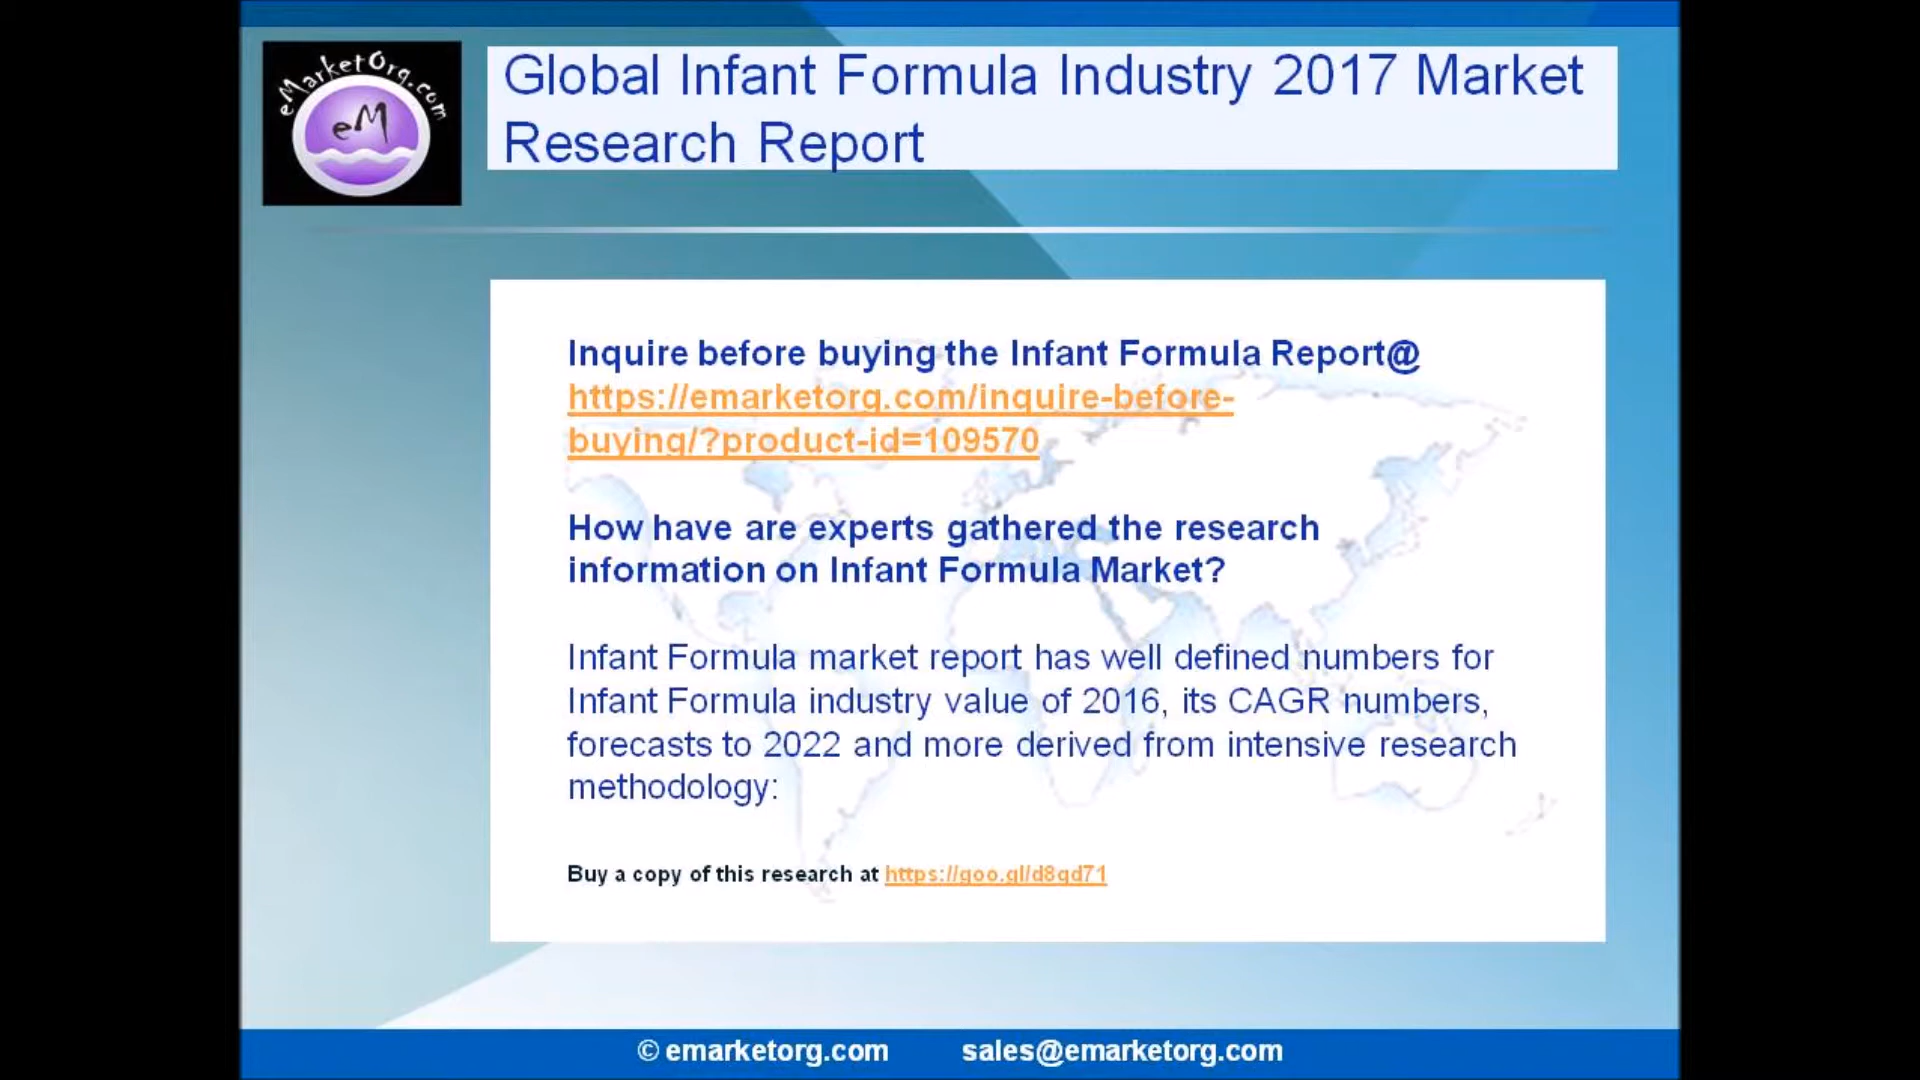 eMarketOrg.com
eM
Global Infant Formula Industry 2017 Market
Research Report
Inquire before buying the Infant Formula Report@
https://emarketorg.com/inquire-before-
buying/?product-id=109570
How have are experts gathered the research
information on Infant Formula Market?
Infant Formula market report has well defined numbers for
Infant Formula industry value of 2016, its CAGR numbers,
forecasts to 2022 and more derived from intensive research
methodology:
Buy a copy of this research at https://goo.gl/d8qd71
© emarketorg.com sales@emarketorg.com